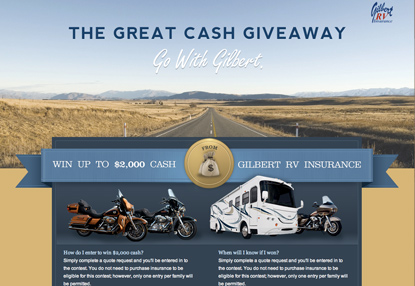 Gilbert
RV
THE GREAT CASH GIVEAWAY
Go With Gilbert.
FROM
WIN UP TO $2,000 CASH
$
GILBERT RV INSURANCE
How do I enter to win $2,000 cash?
Simply complete a quote request and you'll be entered in to
the contest. You do not need to purchase insurance to be
eligible for this contest; however, only one entry per family will
be permitted.
When will I know if I won?
Simply complete a quote request and you'll be entered in to
the contest. You do not need to purchase insurance to be
eligible for this contest; however, only one entry per family will
be permitted.